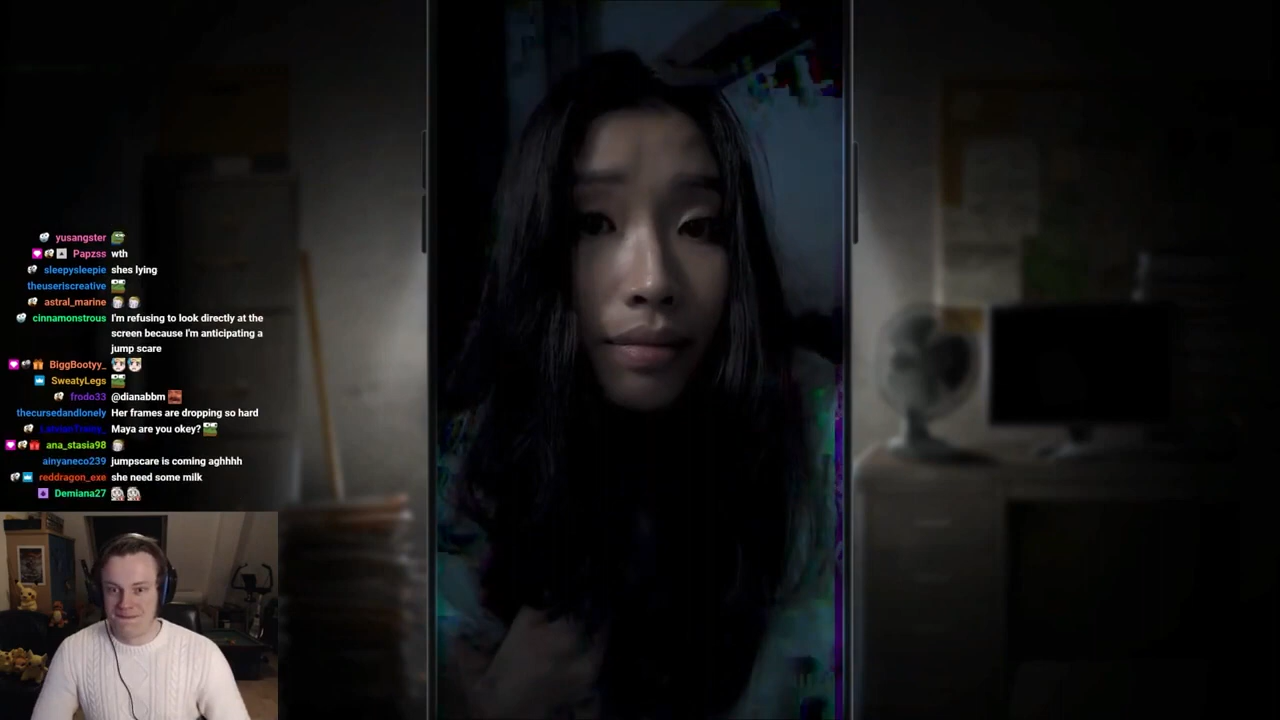 yusangster
Papzss wth
sleepysleepie shes lying
theuseriscreative
astral_marine
cinnamonstrous I'm refusing to look directly at the
screen because I'm anticipating a
jump scare
BiggBootyy_
SweatyLegs
frodo33 @dianabbm
thecursedandlonely Her frames are dropping so hard
Maya are you okey?
ana_stasia98
ainyaneco239 jumpscare is coming aghhhh
reddragon_exe she need some milk
Demiana27